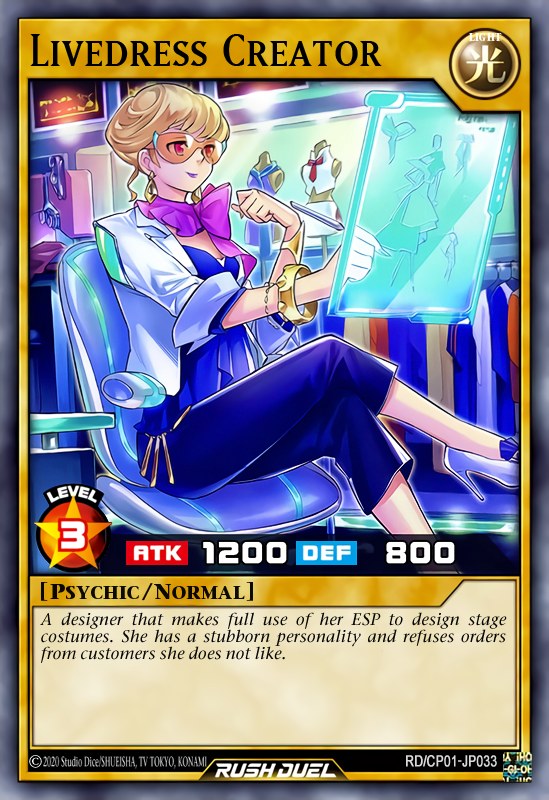 Livedress Creator
LIGHT
光
LEVEL
3
ATK 1200 DEF 800
[Psychic/Normal]
A designer that makes full use of her ESP to design stage
costumes. She has a stubborn personality and refuses orders
from customers she does not like.
©2020 Studio Dice/SHUEISHA, TV TOKYO, KONAMI
RUSH DUEL
RD/CP01-JP033